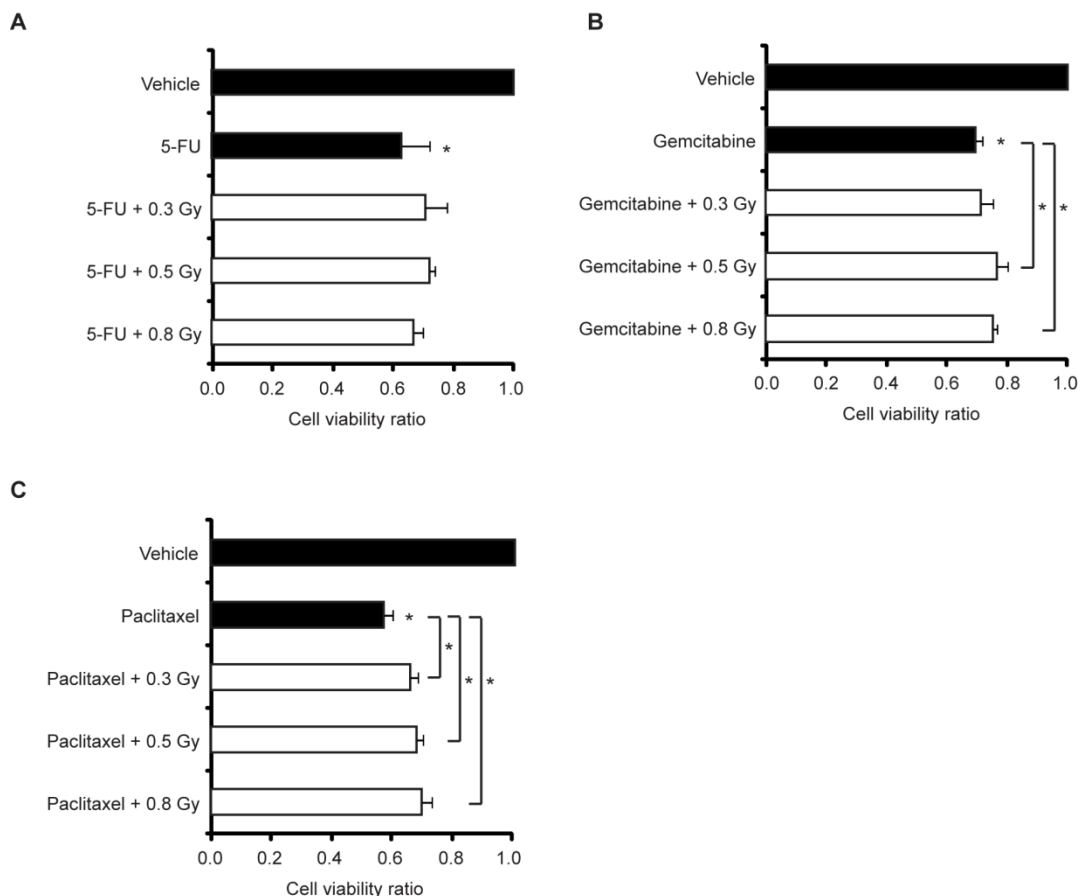 A
Vehicle
5-FU
*
5-FU + 0.3 Gy
5-FU + 0.5 Gy
5-FU + 0.8 Gy
0.0 0.2 0.4 0.6 0.8 1.0
Cell viability ratio
B
Vehicle
Gemcitabine
*
Gemcitabine + 0.3 Gy
* *
Gemcitabine + 0.5 Gy
Gemcitabine + 0.8 Gy
0.0 0.2 0.4 0.6 0.8 1.0
Cell viability ratio
C
Vehicle
Paclitaxel
*
*
Paclitaxel + 0.3 Gy
* *
Paclitaxel + 0.5 Gy
Paclitaxel + 0.8 Gy
0.0 0.2 0.4 0.6 0.8 1.0
Cell viability ratio